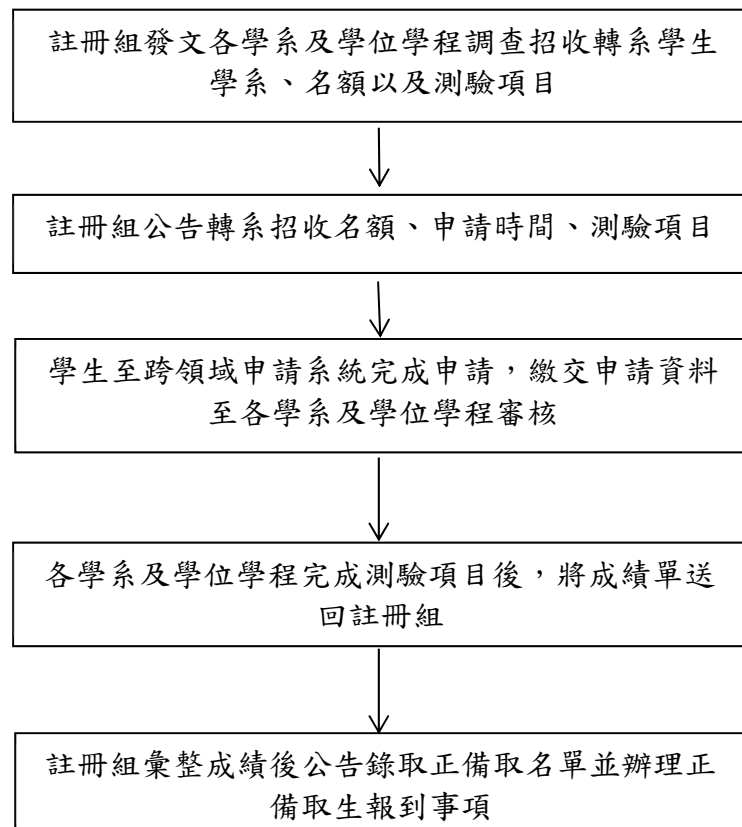 註冊組發文各學系及學位學程調查招收轉系學生
學系、名額以及測驗項目
註冊組公告轉系招收名額、申請時間、測驗項目
學生至跨領域申請系統完成申請，繳交申請資料
至各學系及學位學程審核
各學系及學位學程完成測驗項目後，將成績單送
回註冊組
註冊組彙整成績後公告錄取正備取名單並辦理正
備取生報到事項